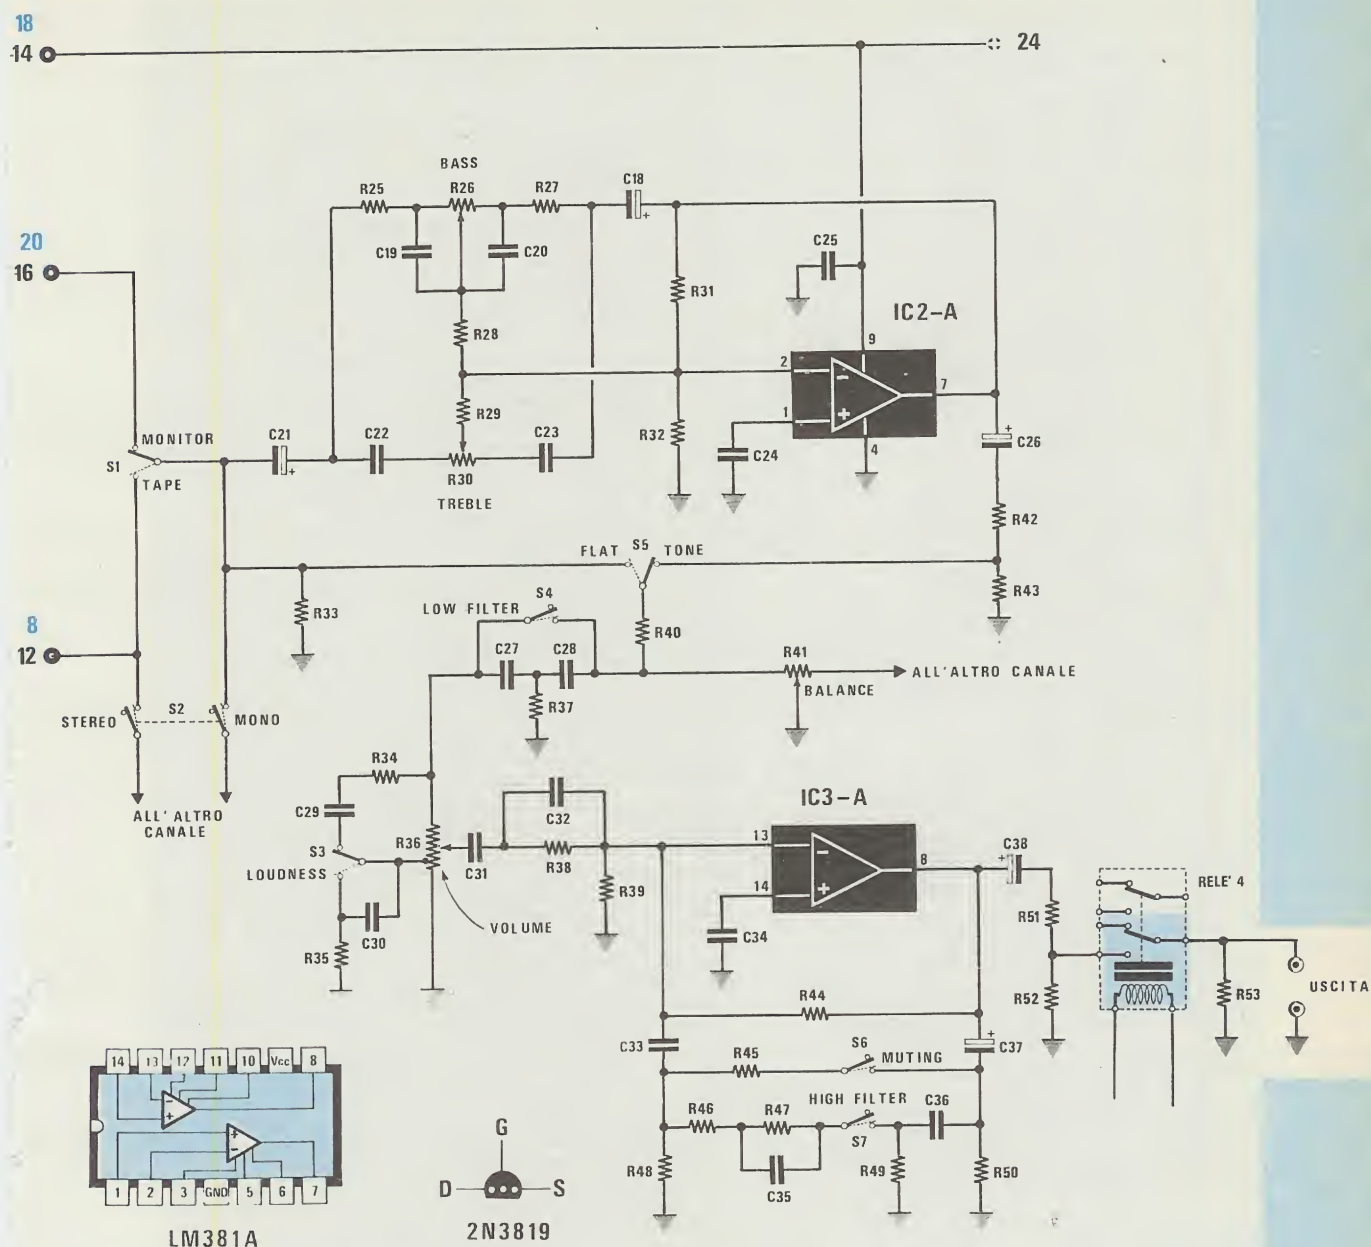 18
14
24
BASS
R25
R26
R27
C18
C19
C20
C25
20
16
R31
IC2-A
R28
9
2
7
1
4
R29
MONITOR
C21
C22
C23
R32
C24
C26
S1
TAPE
R30
TREBLE
R42
FLAT
S5
TONE
R33
LOW FILTER
S4
R43
8
12
R40
C27
C28
R41
ALL'ALTRO CANALE
BALANCE
STEREO
S2
MONO
R37
R34
ALL' ALTRO
CANALE
C29
C32
IC3-A
S3
R36
13
8
C38
LOUDNESS
C31
R38
14
RELE' 4
R39
C30
VOLUME
C34
R51
R35
R52
R53
USCITA
R44
C33
S6
C37
R45
MUTING
HIGH FILTER
C36
R46
R47
S7
R48
C35
R49
R50
14 13 12 11 10 Vcc 8
1 2 3 GND 5 6 7
LM381A
G
D
S
2N3819